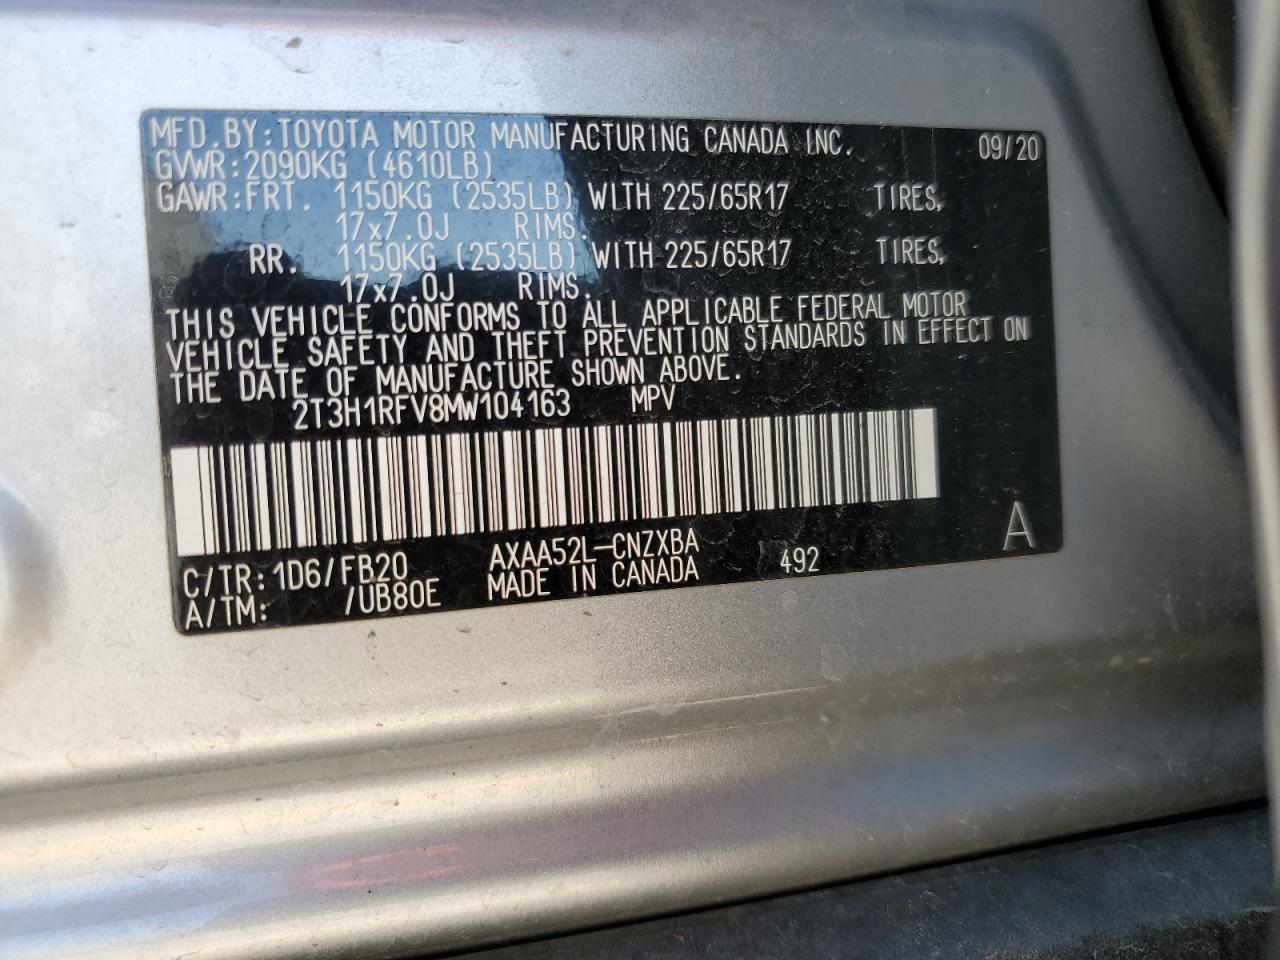 MFD.BY:TOYOTA MOTOR MANUFACTURING CANADA INC. 09/20
GVWR:2090KG (4610LB)
GAWR:FRT. 1150KG (2535LB) WITH 225/65R17 TIRES,
17x7.0J RIMS.
RR. 1150KG (2535LB) WITH 225/65R17 TIRES,
17x7.0J RIMS.
THIS VEHICLE CONFORMS TO ALL APPLICABLE FEDERAL MOTOR
VEHICLE SAFETY AND THEFT PREVENTION STANDARDS IN EFFECT ON
THE DATE OF MANUFACTURE SHOWN ABOVE.
2T3H1RFV8MW104163 MPV
C/TR:1D6/FB20 AXAA52L-CNZXBA 492 A
A/TM: /UB80E MADE IN CANADA